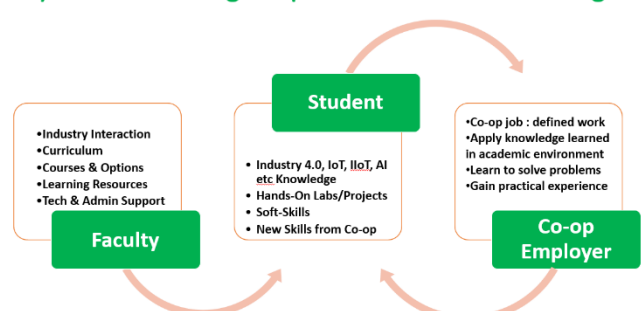 Student
•Industry Interaction
•Curriculum
•Courses & Options
•Learning Resources
•Tech & Admin Support
Faculty
• Industry 4.0, IoT, IIoT, AI
etc Knowledge
• Hands-On Labs/Projects
• Soft-Skills
• New Skills from Co-op
•Co-op job : defined work
•Apply knowledge learned
in academic environment
•Learn to solve problems
•Gain practical experience
Co-op
Employer